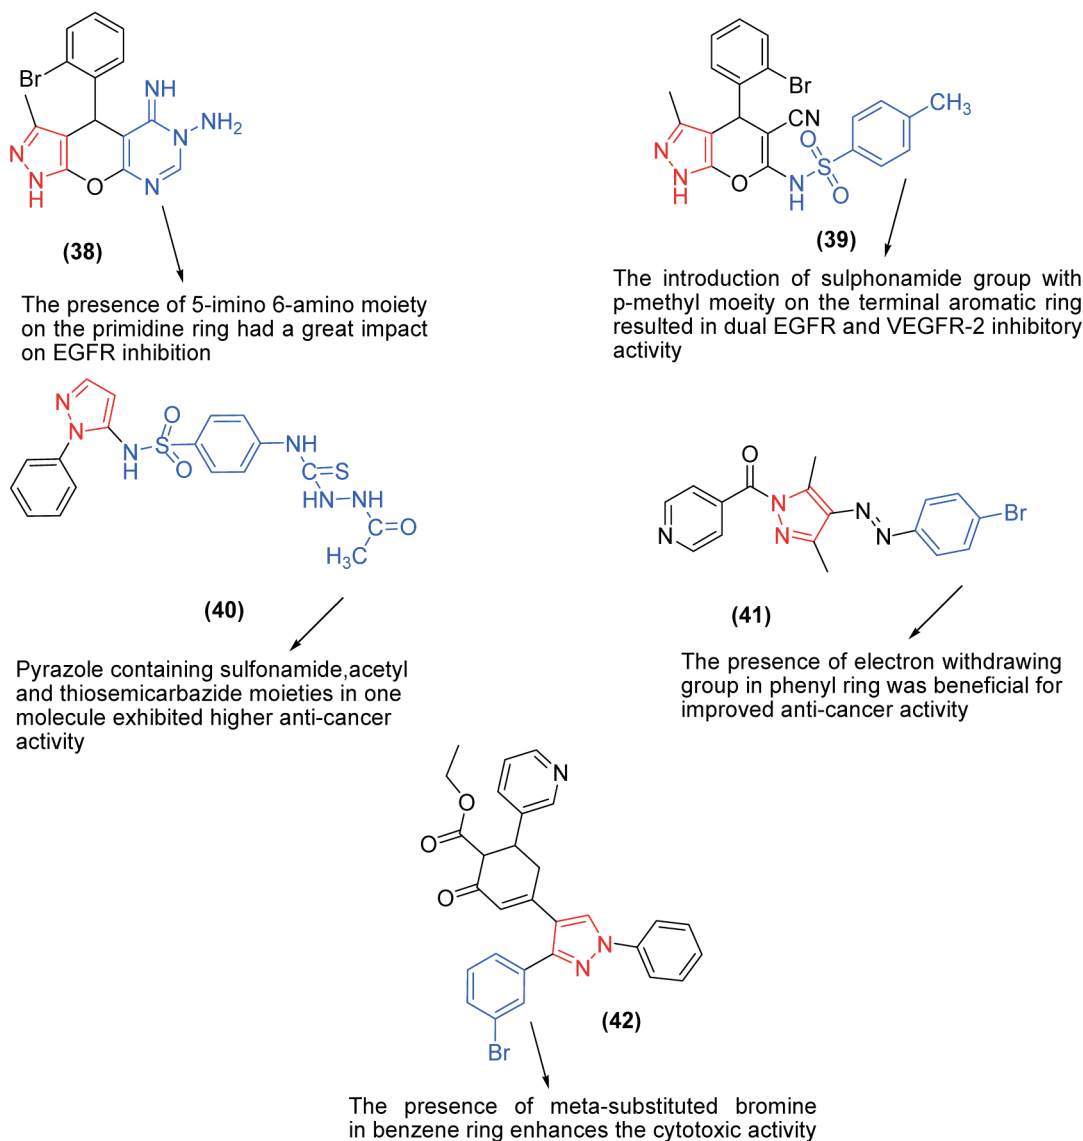 Br
NH
N
NH2
N
N
H
O
N
(38)
The presence of 5-imino 6-amino moiety
on the primidine ring had a great impact
on EGFR inhibition
Br
CN
CH3
N
N
H
O
N
H
O
S
O
(39)
The introduction of sulphonamide group with
p-methyl moeity on the terminal aromatic ring
resulted in dual EGFR and VEGFR-2 inhibitory
activity
N
N
N
H
O
S
O
NH
C=S
HN
NH
C=O
H3C
(40)
Pyrazole containing sulfonamide,acetyl
and thiosemicarbazide moieties in one
molecule exhibited higher anti-cancer
activity
O
N
N
N
N
N
Br
(41)
The presence of electron withdrawing
group in phenyl ring was beneficial for
improved anti-cancer activity
N
O
O
O
N
N
Br
(42)
The presence of meta-substituted bromine
in benzene ring enhances the cytotoxic activity